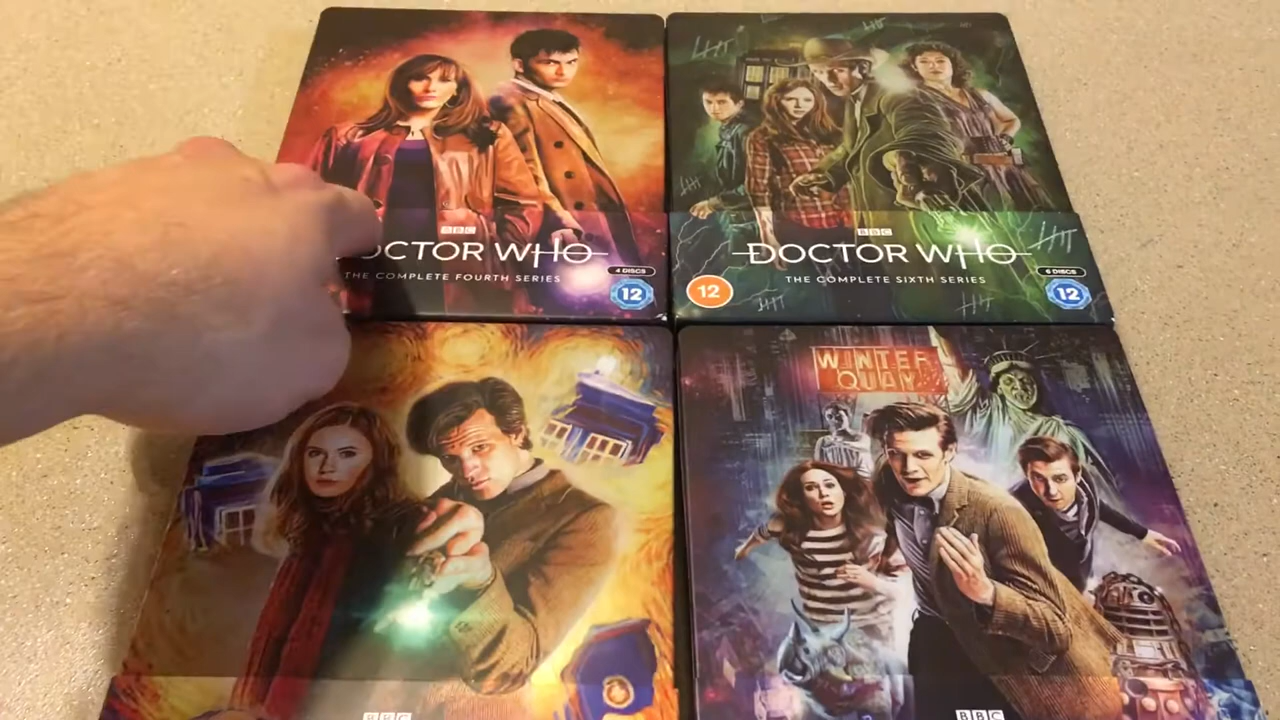 BBC
DOCTOR WHO
THE COMPLETE FOURTH SERIES
4 DISCS
12
BBC
DOCTOR WHO
THE COMPLETE SIXTH SERIES
6 DISCS
12
12
WINTER
QUAY
BBC
BBC